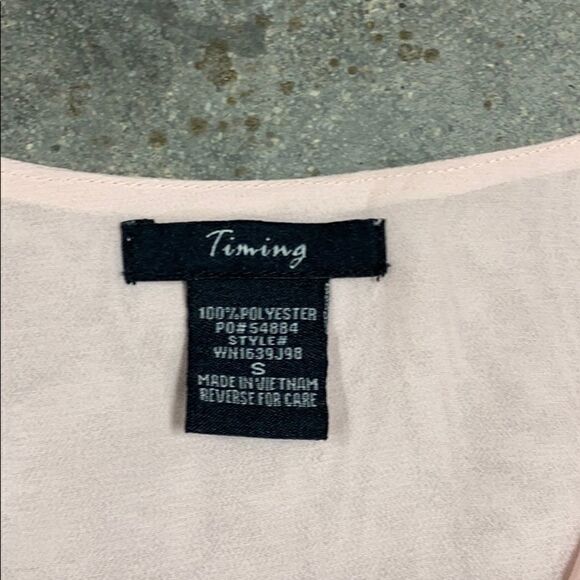 Timing
100%POLYESTER
PO#54884
STYLE#
WN1639J98
S
MADE IN VIETNAM
REVERSE FOR CARE